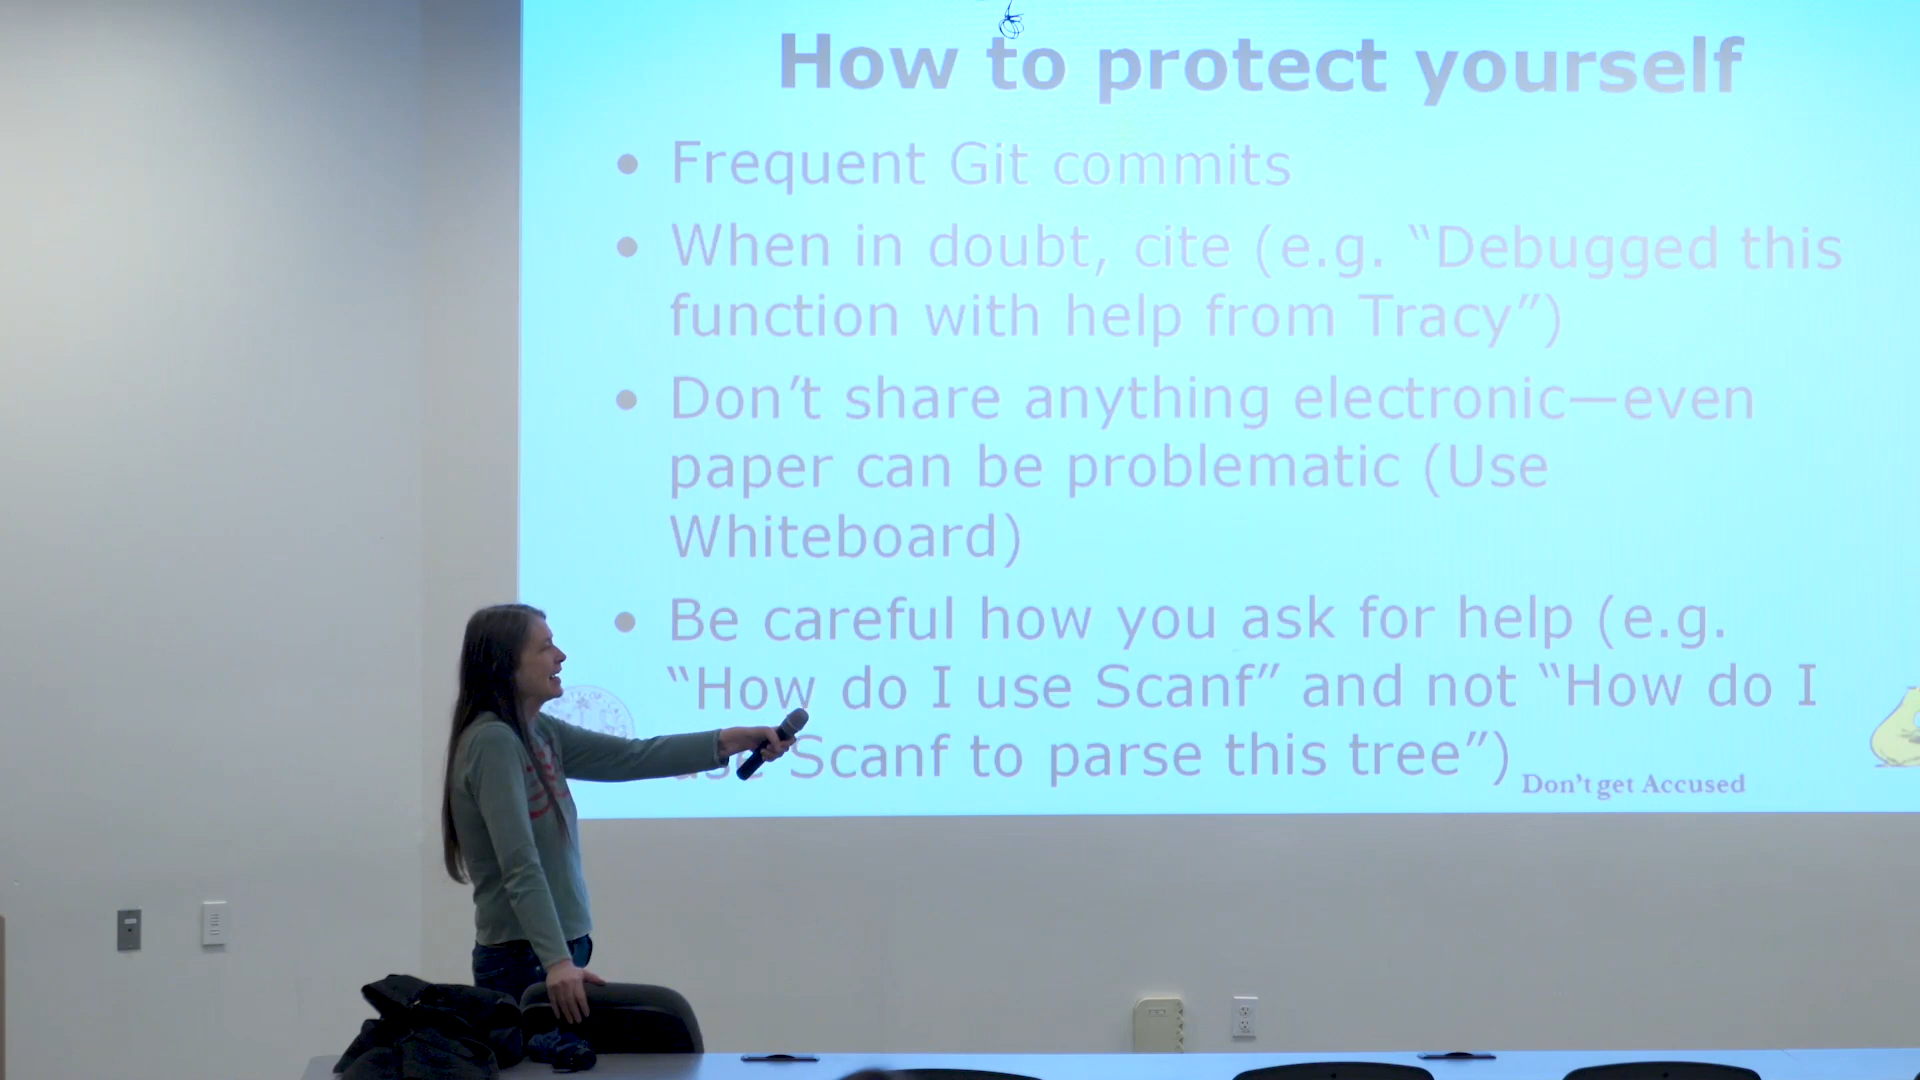 How to protect yourself
• Frequent Git commits
• When in doubt, cite (e.g. “Debugged this
function with help from Tracy”)
• Don’t share anything electronic—even
paper can be problematic (Use
Whiteboard)
• Be careful how you ask for help (e.g.
“How do I use Scanf” and not “How do I
use Scanf to parse this tree”)
Don’t get Accused